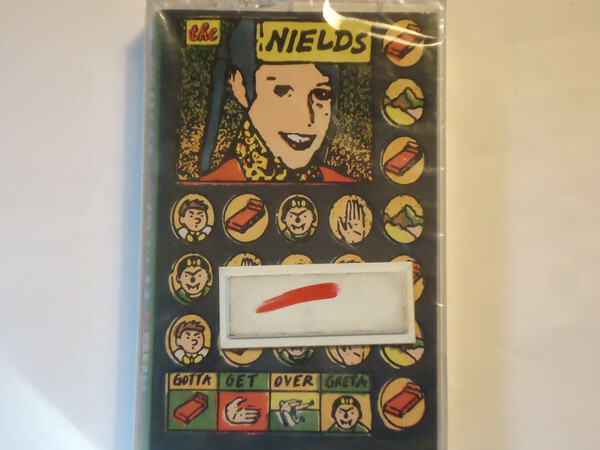 the NIELDS
GOTTA GET OVER GRETA